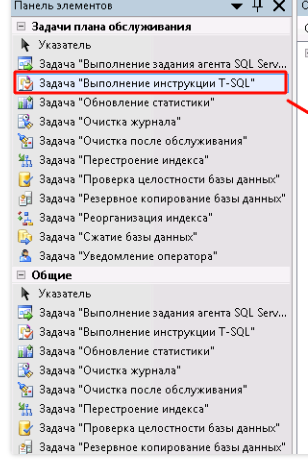 Панель элементов
Задачи плана обслуживания
Указатель
Задача "Выполнение задания агента SQL Serv...
Задача "Выполнение инструкции T-SQL"
Задача "Обновление статистики"
Задача "Очистка журнала"
Задача "Очистка после обслуживания"
Задача "Перестроение индекса"
Задача "Проверка целостности базы данных"
Задача "Резервное копирование базы данных"
Задача "Реорганизация индекса"
Задача "Сжатие базы данных"
Задача "Уведомление оператора"
Общие
Указатель
Задача "Выполнение задания агента SQL Serv...
Задача "Выполнение инструкции T-SQL"
Задача "Обновление статистики"
Задача "Очистка журнала"
Задача "Очистка после обслуживания"
Задача "Перестроение индекса"
Задача "Проверка целостности базы данных"
Задача "Резервное копирование базы данных"